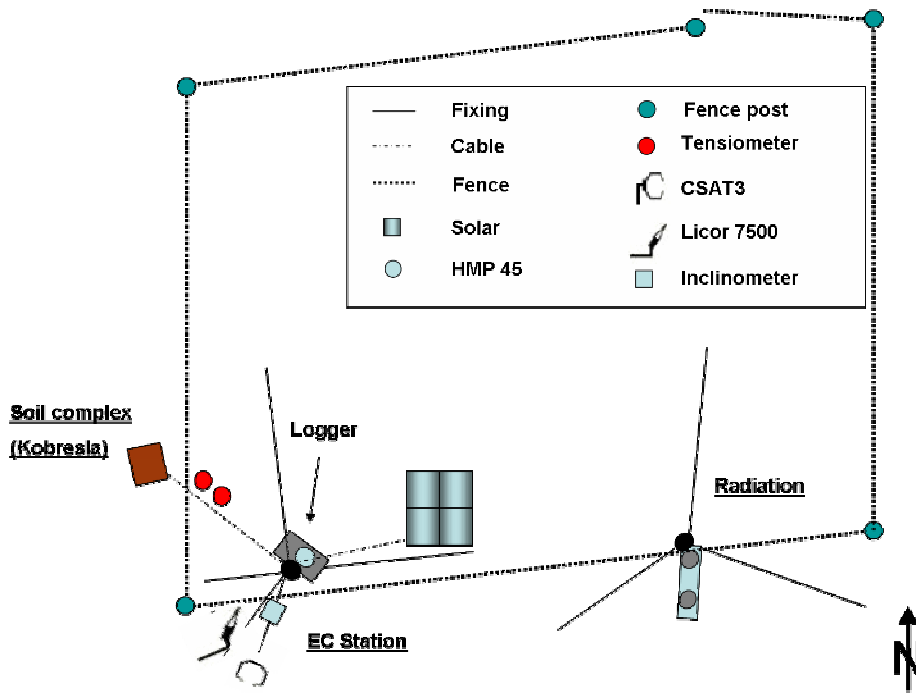 Fixing
Cable
Fence
Solar
HMP 45
Fence post
Tensiometer
CSAT3
Licor 7500
Inclinometer
Soil complex
(Kobresia)
Logger
Radiation
EC Station
N